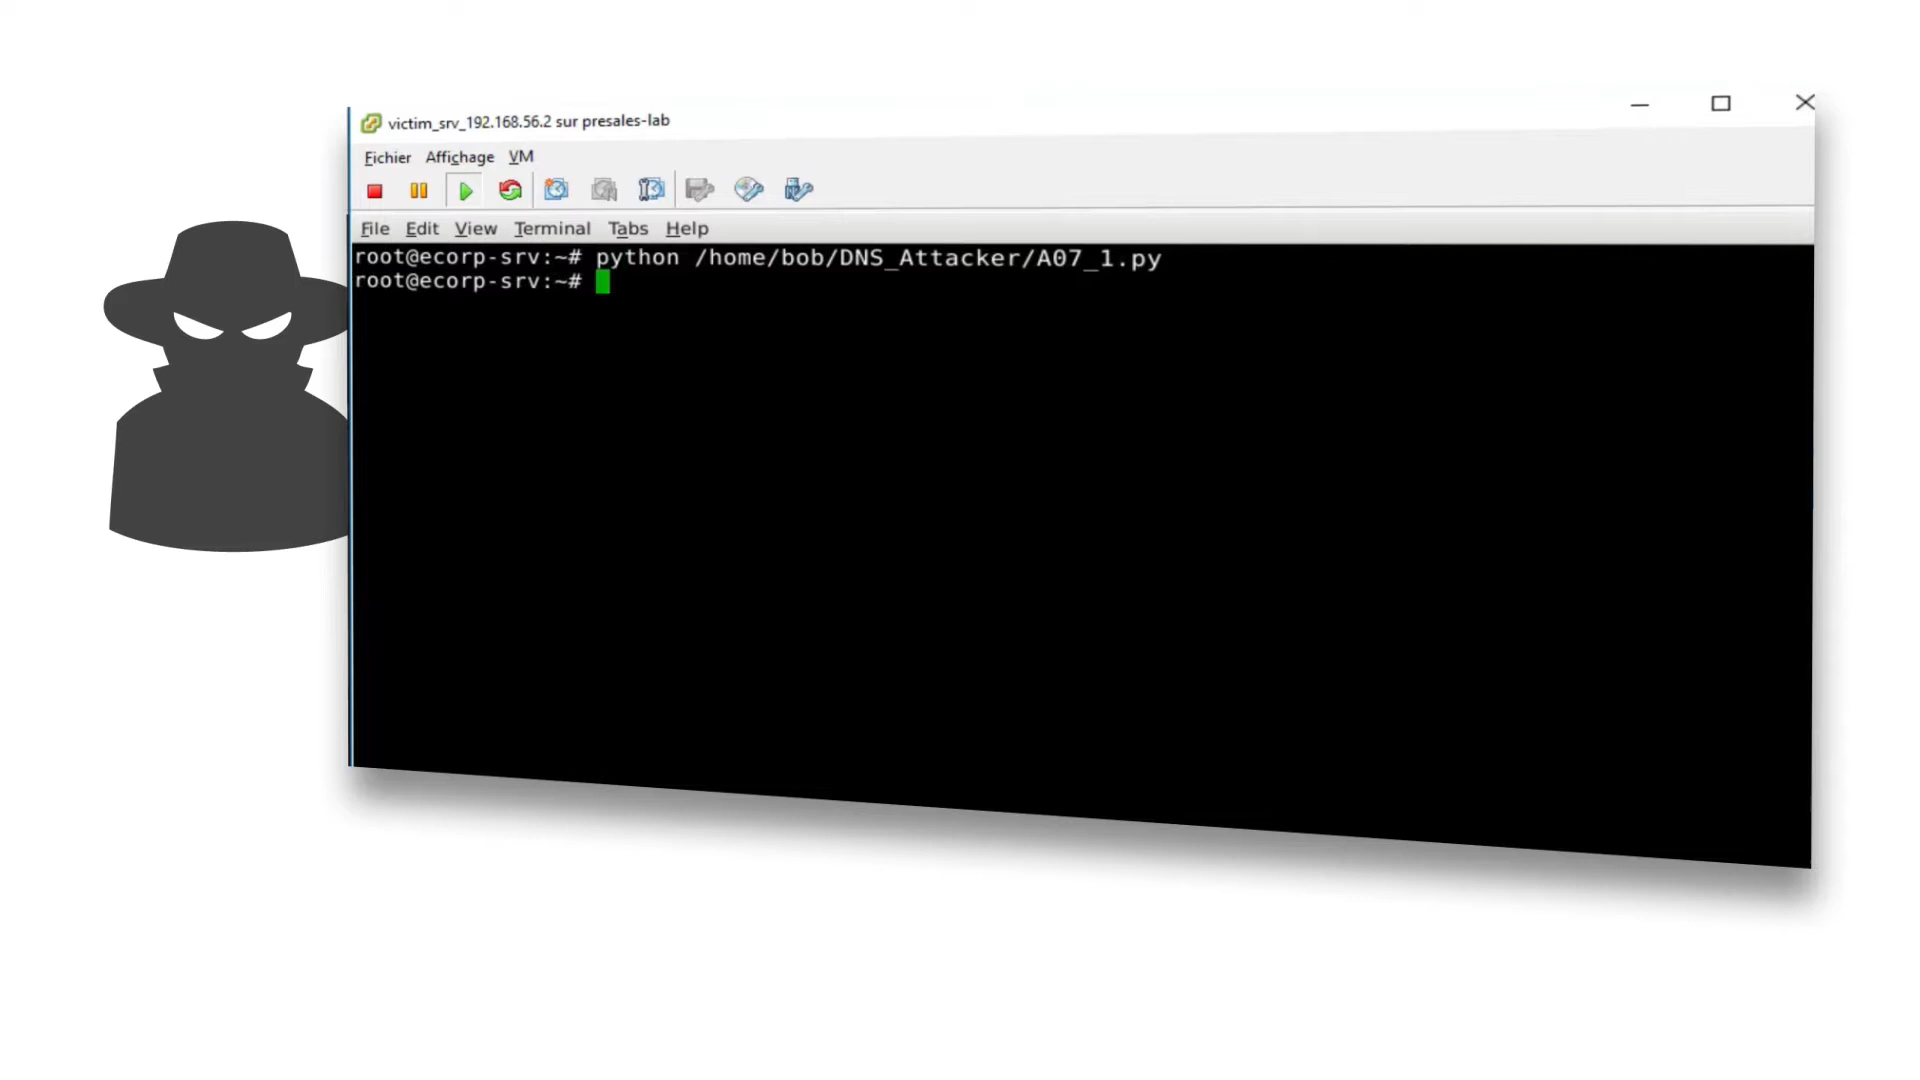 victim_srv_192.168.56.2 sur presales-lab
Fichier Affichage VM
File Edit View Terminal Tabs Help
root@ecorp-srv:~# python /home/bob/DNS_Attacker/A07_1.py
root@ecorp-srv:~#